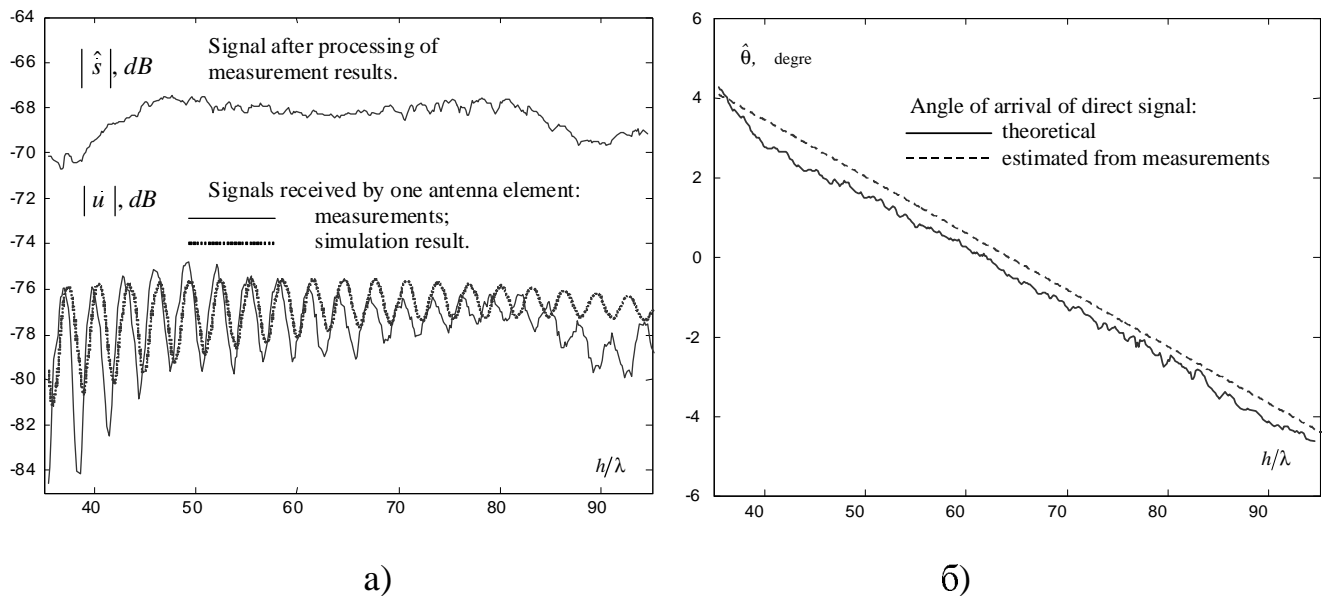 -64
-66
-68
-70
-72
-74
-76
-78
-80
-82
-84
| ŝ̇ |, dB
Signal after processing of
measurement results.
| u̇ |, dB
Signals received by one antenna element:
measurements;
simulation result.
h/λ
40 50 60 70 80 90
а)
6
4
2
0
-2
-4
-6
θ̂, degre
Angle of arrival of direct signal:
theoretical
estimated from measurements
h/λ
40 50 60 70 80 90
б)